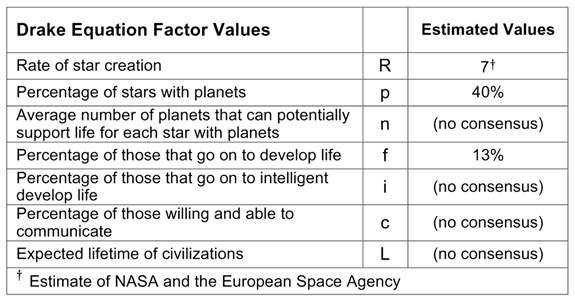 Drake Equation Factor Values Estimated Values
Rate of star creation R 7†
Percentage of stars with planets p 40%
Average number of planets that can potentially
support life for each star with planets n (no consensus)
Percentage of those that go on to develop life f 13%
Percentage of those that go on to intelligent
develop life i (no consensus)
Percentage of those willing and able to
communicate c (no consensus)
Expected lifetime of civilizations L (no consensus)
† Estimate of NASA and the European Space Agency